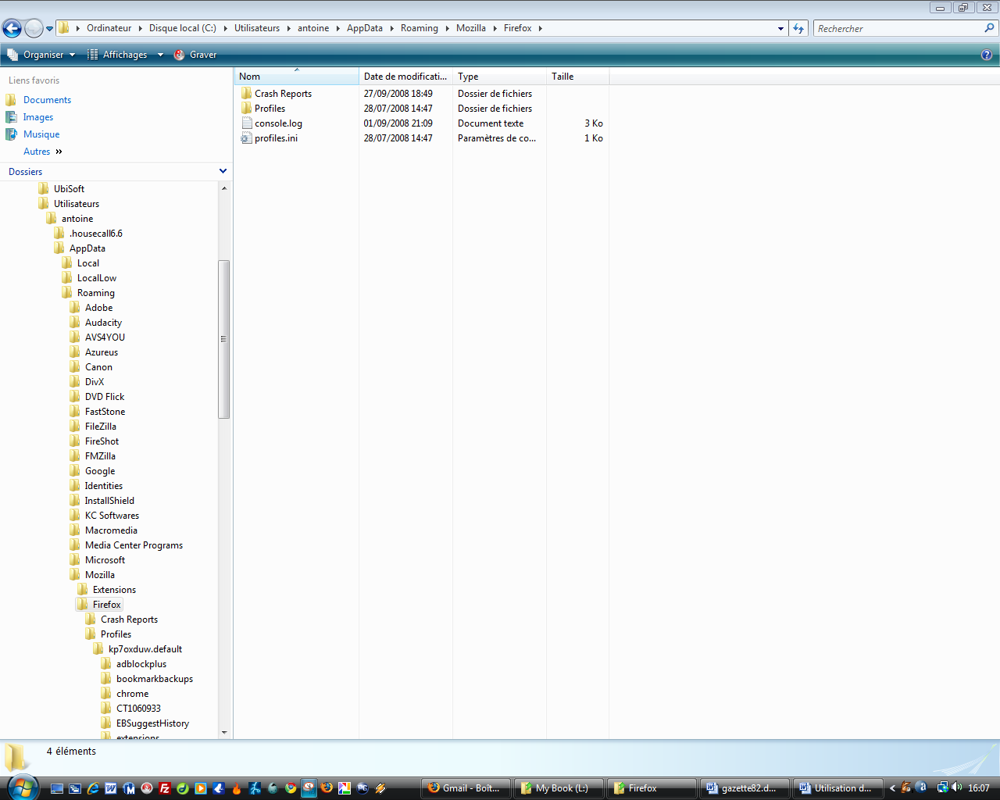 Ordinateur Disque local (C:) Utilisateurs antoine AppData Roaming Mozilla Firefox Rechercher
Organiser Affichages Graver
Liens favoris
Documents
Images
Musique
Autres »
Dossiers
UbiSoft
Utilisateurs
antoine
.housecall6.6
AppData
Local
LocalLow
Roaming
Adobe
Audacity
AVS4YOU
Azureus
Canon
DivX
DVD Flick
FastStone
FileZilla
FireShot
FMZilla
Google
Identities
InstallShield
KC Softwares
Macromedia
Media Center Programs
Microsoft
Mozilla
Extensions
Firefox
Crash Reports
Profiles
kp7oxduw.default
adblockplus
bookmarkbackups
chrome
CT1060933
EBSuggestHistory
extensions
Nom Date de modificati... Type Taille
Crash Reports 27/09/2008 18:49 Dossier de fichiers
Profiles 28/07/2008 14:47 Dossier de fichiers
console.log 01/09/2008 21:09 Document texte 3 Ko
profiles.ini 28/07/2008 14:47 Paramètres de co... 1 Ko
4 éléments
Gmail - Boît... My Book (L:) Firefox gazette82.d... Utilisation d... 16:07